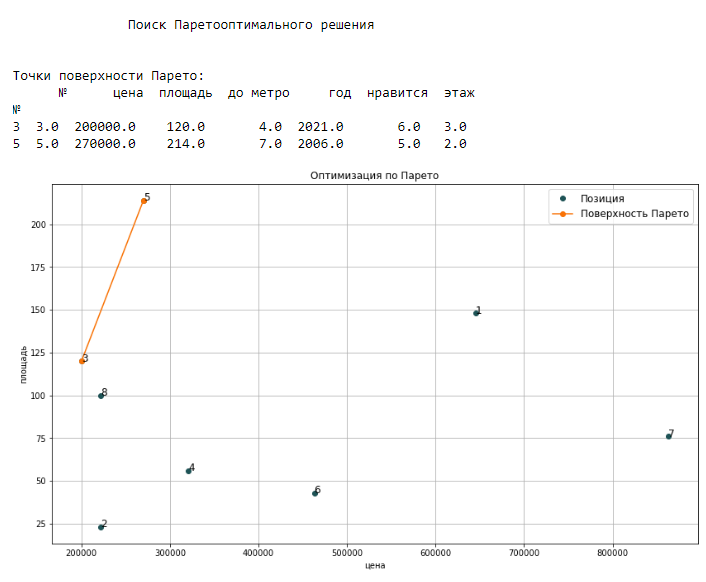 Поиск Паретооптимального решения
Точки поверхности Парето:
№ цена площадь до метро год нравится этаж
№
3 3.0 200000.0 120.0 4.0 2021.0 6.0 3.0
5 5.0 270000.0 214.0 7.0 2006.0 5.0 2.0
Оптимизация по Парето
Позиция
Поверхность Парето
5
1
3
8
7
4
6
2
площадь
200
175
150
125
100
75
50
25
200000 300000 400000 500000 600000 700000 800000
цена